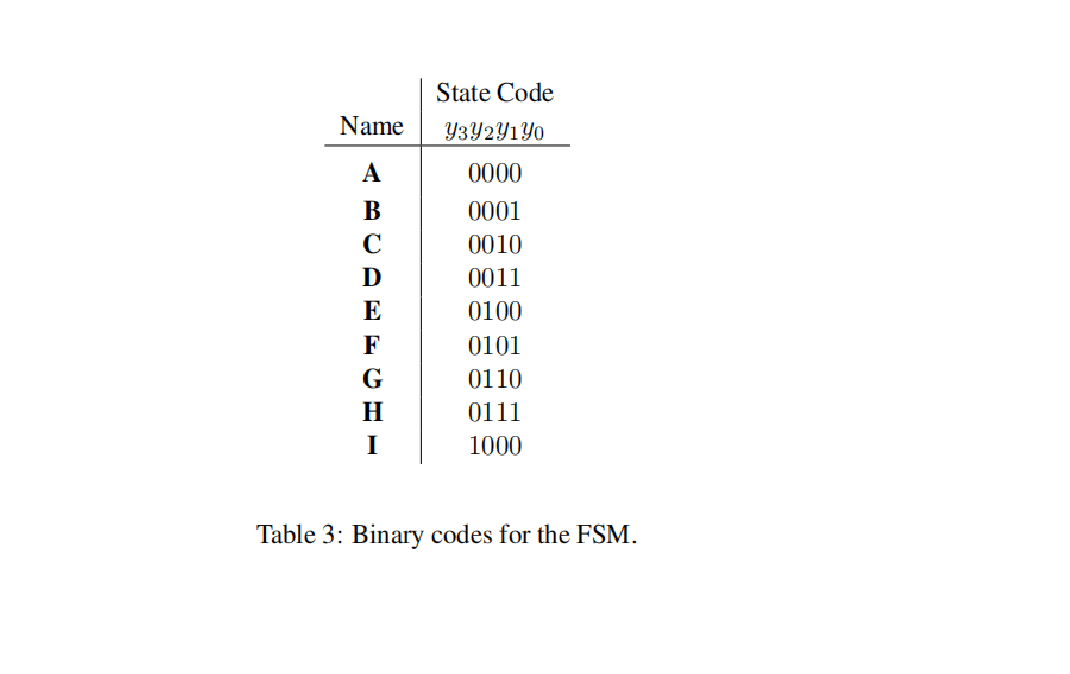 State Code
Name y₃y₂y₁y₀
A 0000
B 0001
C 0010
D 0011
E 0100
F 0101
G 0110
H 0111
I 1000
Table 3: Binary codes for the FSM.